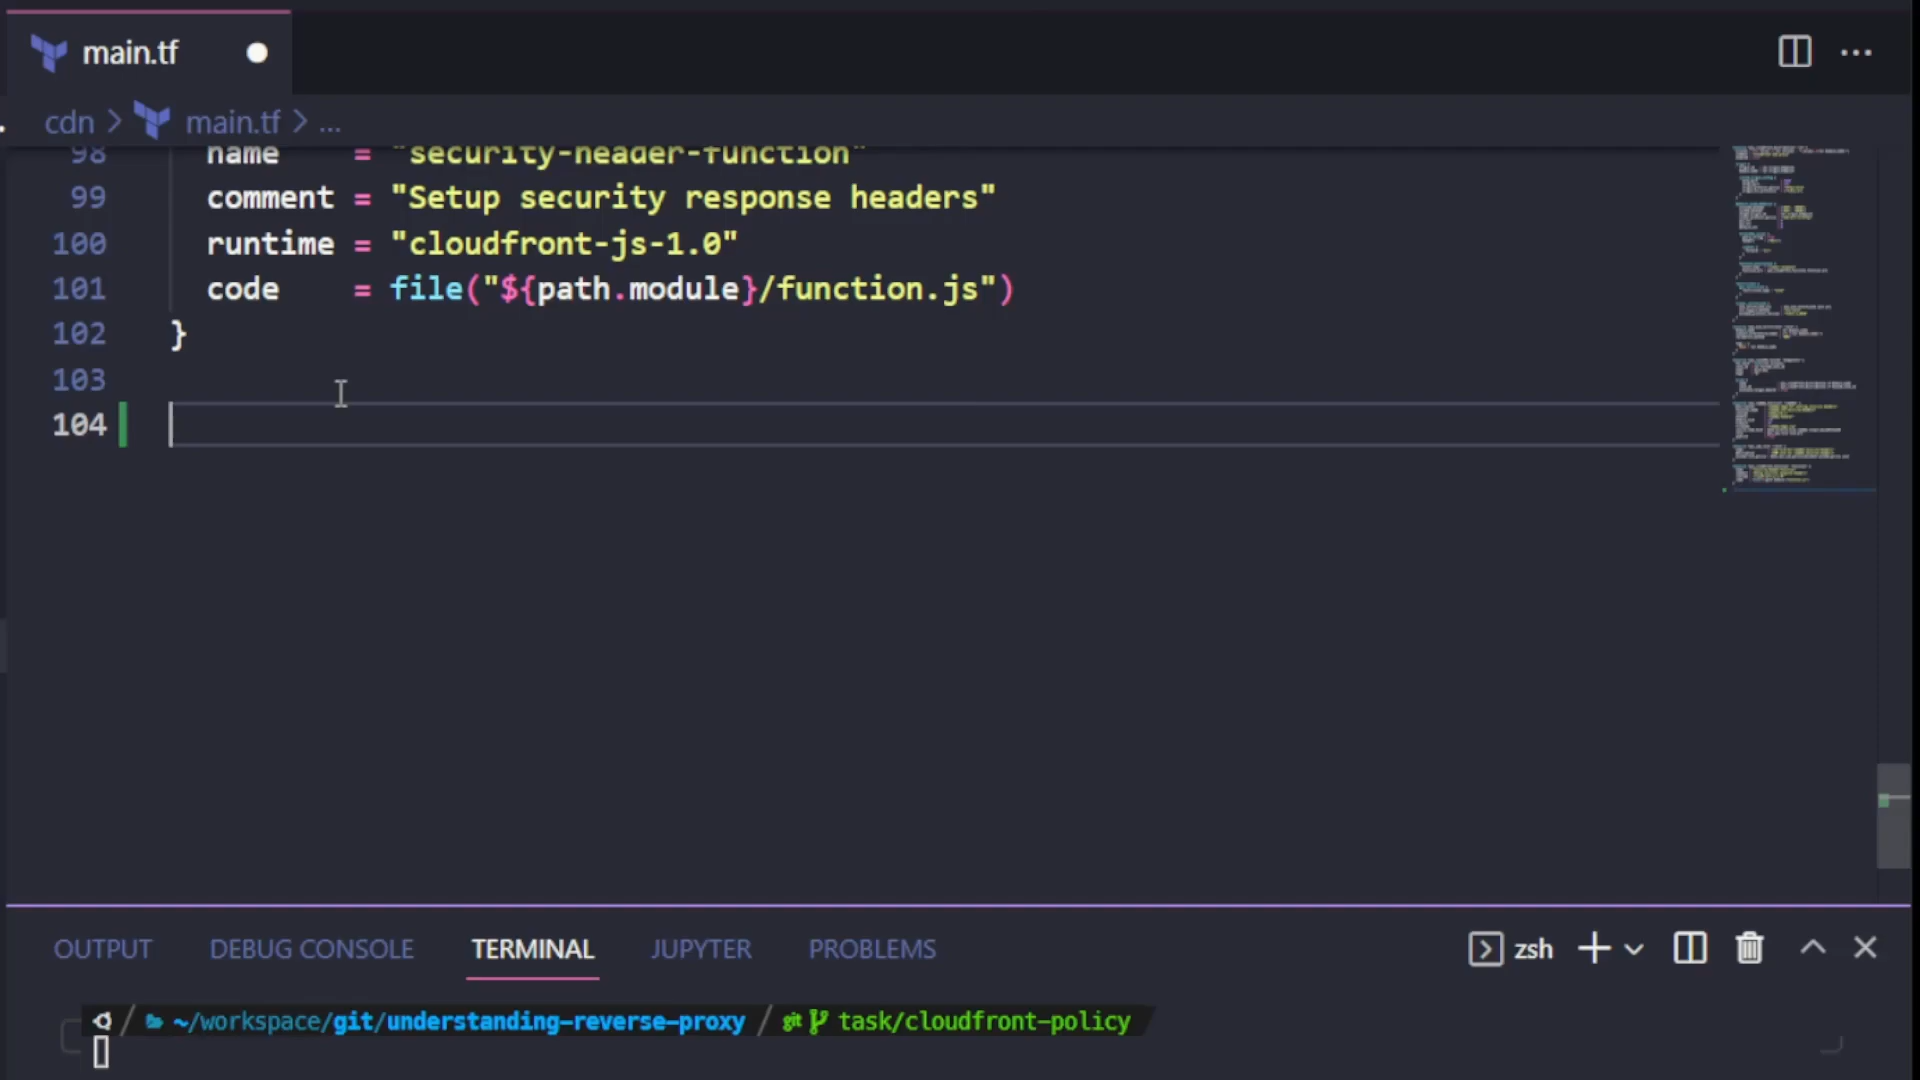 main.tf
cdn > main.tf > ...
98 name = "security-header-function"
99 comment = "Setup security response headers"
100 runtime = "cloudfront-js-1.0"
101 code = file("${path.module}/function.js")
102 }
103
104
OUTPUT DEBUG CONSOLE TERMINAL JUPYTER PROBLEMS zsh
~/workspace/git/understanding-reverse-proxy / git task/cloudfront-policy